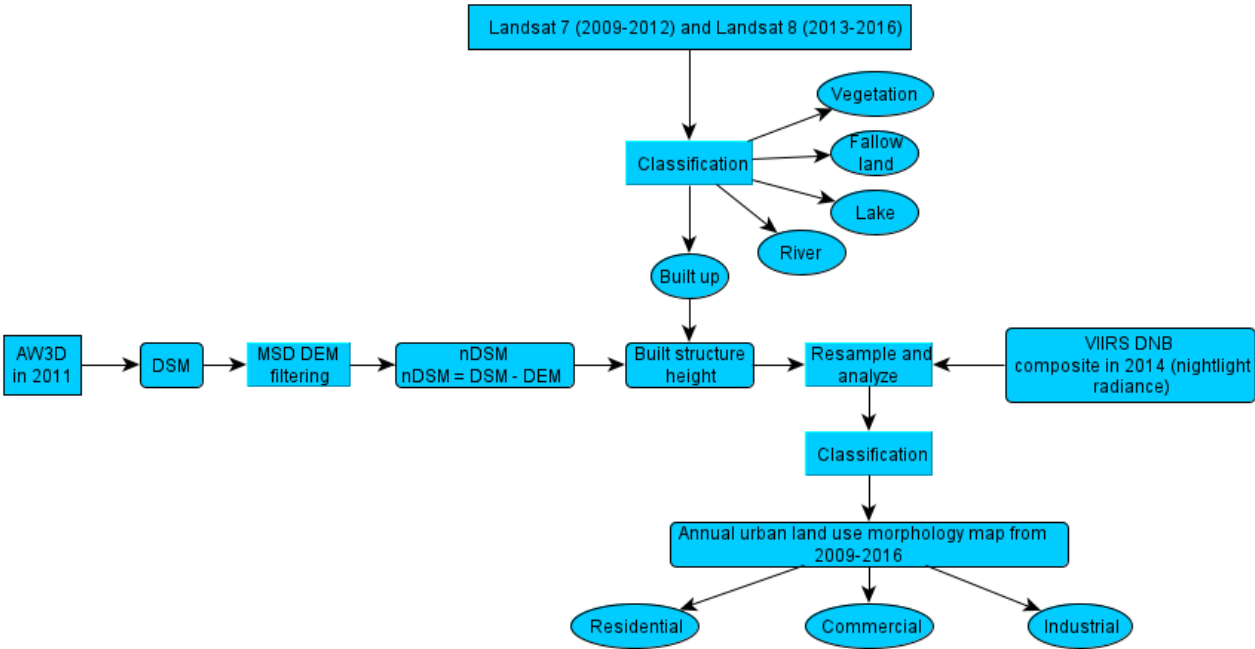 Landsat 7 (2009-2012) and Landsat 8 (2013-2016)
Vegetation
Classification
Fallow
land
Lake
River
Built up
AW3D
in 2011
DSM
MSD DEM
filtering
nDSM
nDSM = DSM - DEM
Built structure
height
Resample and
analyze
VIIRS DNB
composite in 2014 (nightlight
radiance)
Classification
Annual urban land use morphology map from
2009-2016
Residential
Commercial
Industrial